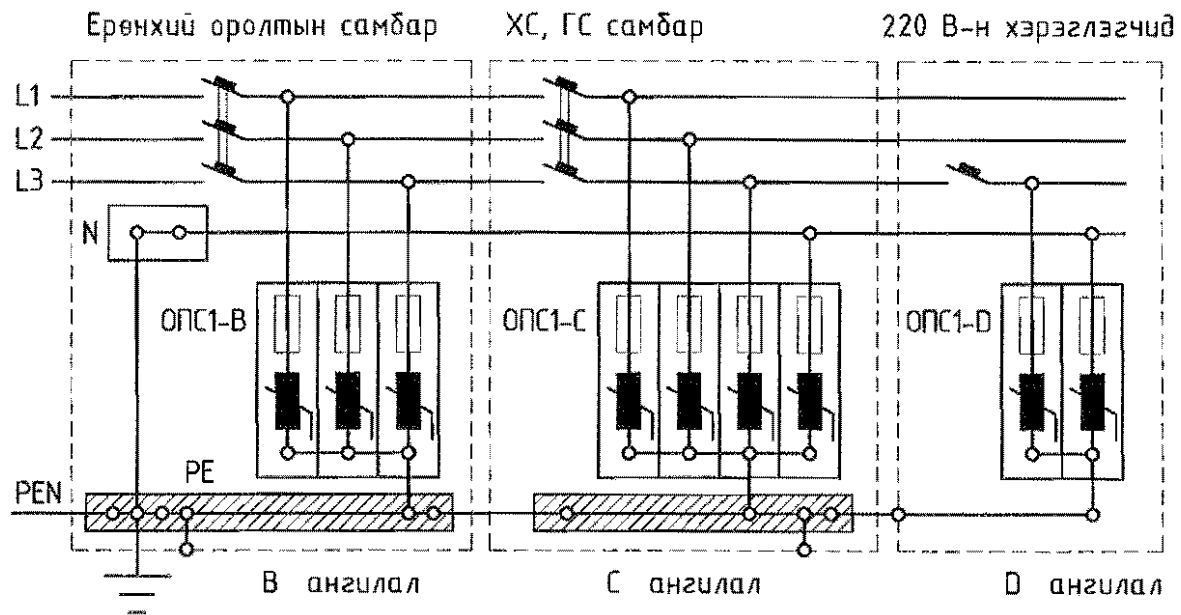 Ерөнхий оролтын самбар
ХС, ГС самбар
220 В-н хэрэглэгчид
L1
L2
L3
N
ОПС1-В
ОПС1-С
ОПС1-D
PE
PEN
В ангилал
С ангилал
D ангилал